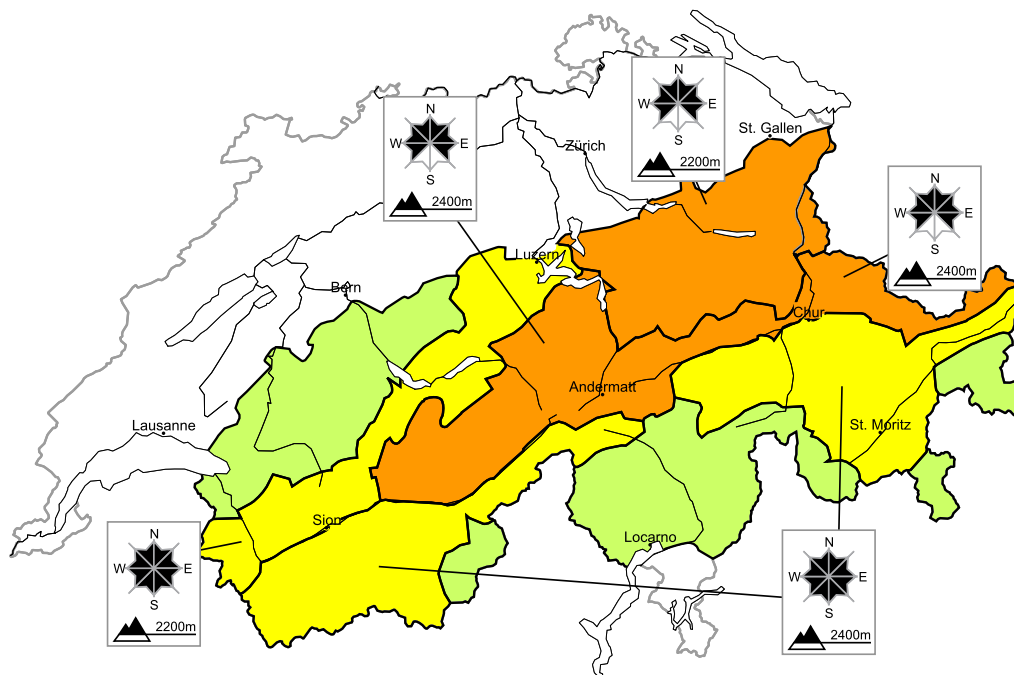 N
W E
S
2200m
N
W E
S
2400m
St. Gallen
Zürich
N
W E
S
2400m
Luzern
Bern
Chur
Andermatt
Lausanne
St. Moritz
Sion
Locarno
N
W E
S
2200m
N
W E
S
2400m